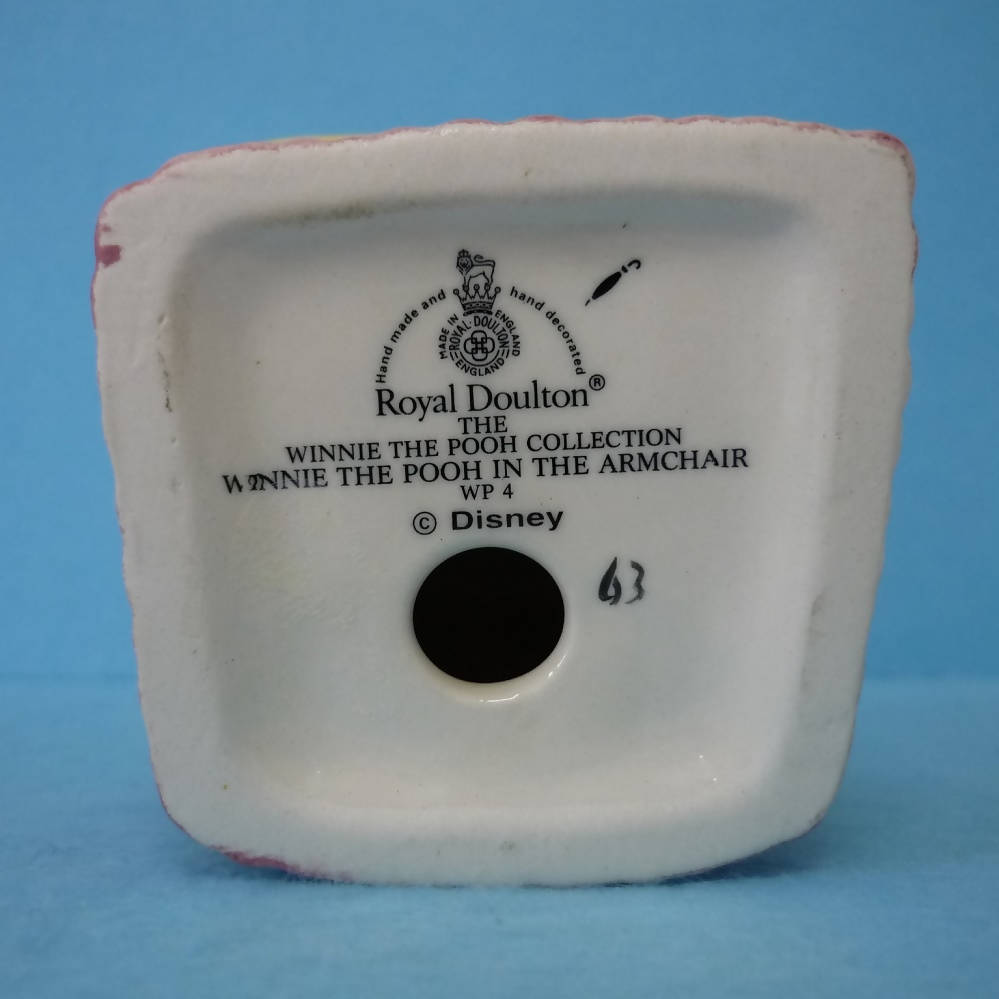 Hand made and hand decorated
MADE IN ENGLAND
ROYAL·DOULTON
ENGLAND
Royal Doulton®
THE
WINNIE THE POOH COLLECTION
WINNIE THE POOH IN THE ARMCHAIR
WP 4
© Disney
63